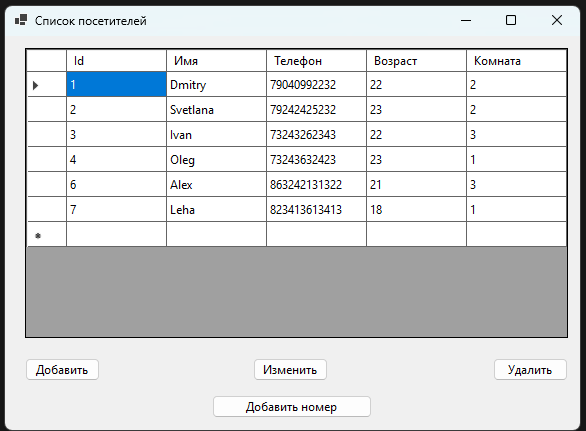 Список посетителей
Id Имя Телефон Возраст Комната
1 Dmitry 79040992232 22 2
2 Svetlana 79242425232 23 2
3 Ivan 73243262343 22 3
4 Oleg 73243632423 23 1
6 Alex 863242131322 21 3
7 Leha 823413613413 18 1
Добавить Изменить Удалить
Добавить номер